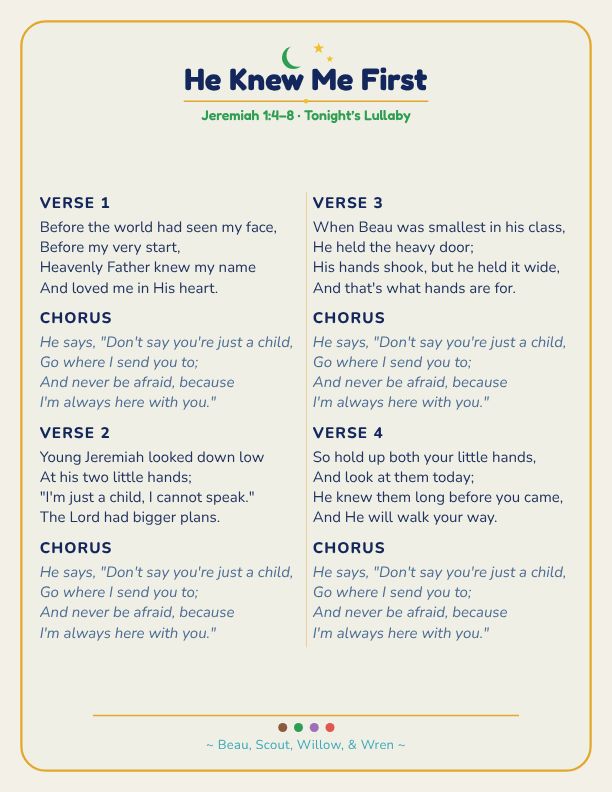 He Knew Me First
Jeremiah 1:4–8 · Tonight's Lullaby
VERSE 1
Before the world had seen my face,
Before my very start,
Heavenly Father knew my name
And loved me in His heart.
CHORUS
He says, "Don't say you're just a child,
Go where I send you to;
And never be afraid, because
I'm always here with you."
VERSE 2
Young Jeremiah looked down low
At his two little hands;
"I'm just a child, I cannot speak."
The Lord had bigger plans.
CHORUS
He says, "Don't say you're just a child,
Go where I send you to;
And never be afraid, because
I'm always here with you."
VERSE 3
When Beau was smallest in his class,
He held the heavy door;
His hands shook, but he held it wide,
And that's what hands are for.
CHORUS
He says, "Don't say you're just a child,
Go where I send you to;
And never be afraid, because
I'm always here with you."
VERSE 4
So hold up both your little hands,
And look at them today;
He knew them long before you came,
And He will walk your way.
CHORUS
He says, "Don't say you're just a child,
Go where I send you to;
And never be afraid, because
I'm always here with you."
~ Beau, Scout, Willow, & Wren ~